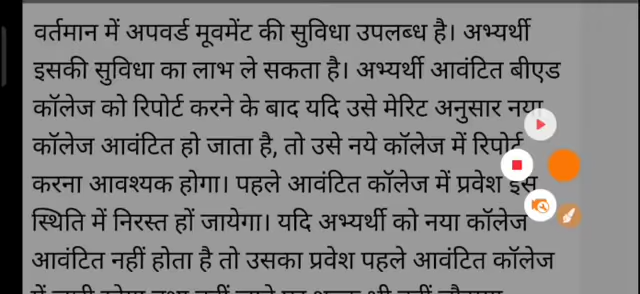 वर्तमान में अपवर्ड मूवमेंट की सुविधा उपलब्ध है। अभ्यर्थी
इसकी सुविधा का लाभ ले सकता है। अभ्यर्थी आवंटित बीएड
कॉलेज को रिपोर्ट करने के बाद यदि उसे मेरिट अनुसार नया
कॉलेज आवंटित हो जाता है, तो उसे नये कॉलेज में रिपोर्ट
करना आवश्यक होगा। पहले आवंटित कॉलेज में प्रवेश इस
स्थिति में निरस्त हों जायेगा। यदि अभ्यर्थी को नया कॉलेज
आवंटित नहीं होता है तो उसका प्रवेश पहले आवंटित कॉलेज